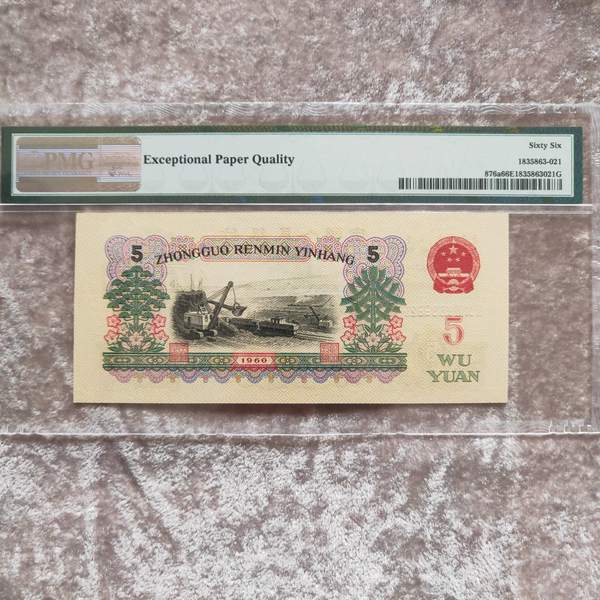 PMG
Exceptional Paper Quality
Sixty Six
1835863-021
876a66E1835863021G
5
ZHONGGUO RENMIN YINHANG
5
5
WU
YUAN
1960